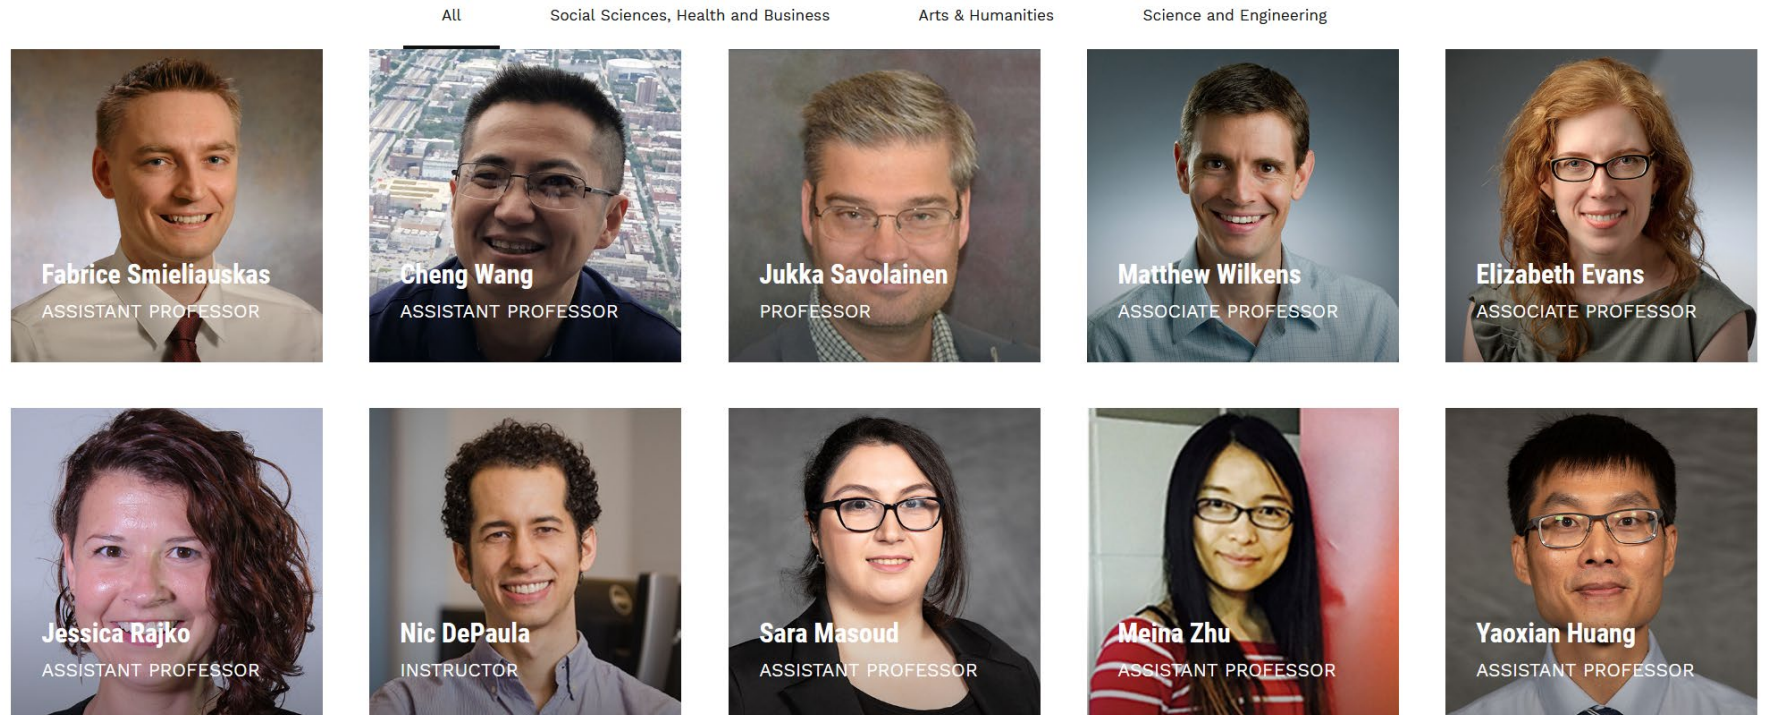 All
Social Sciences, Health and Business
Arts & Humanities
Science and Engineering
Fabrice Smieliauskas
ASSISTANT PROFESSOR
Cheng Wang
ASSISTANT PROFESSOR
Jukka Savolainen
PROFESSOR
Matthew Wilkens
ASSOCIATE PROFESSOR
Elizabeth Evans
ASSOCIATE PROFESSOR
Jessica Rajko
ASSISTANT PROFESSOR
Nic DePaula
INSTRUCTOR
Sara Masoud
ASSISTANT PROFESSOR
Meina Zhu
ASSISTANT PROFESSOR
Yaoxian Huang
ASSISTANT PROFESSOR